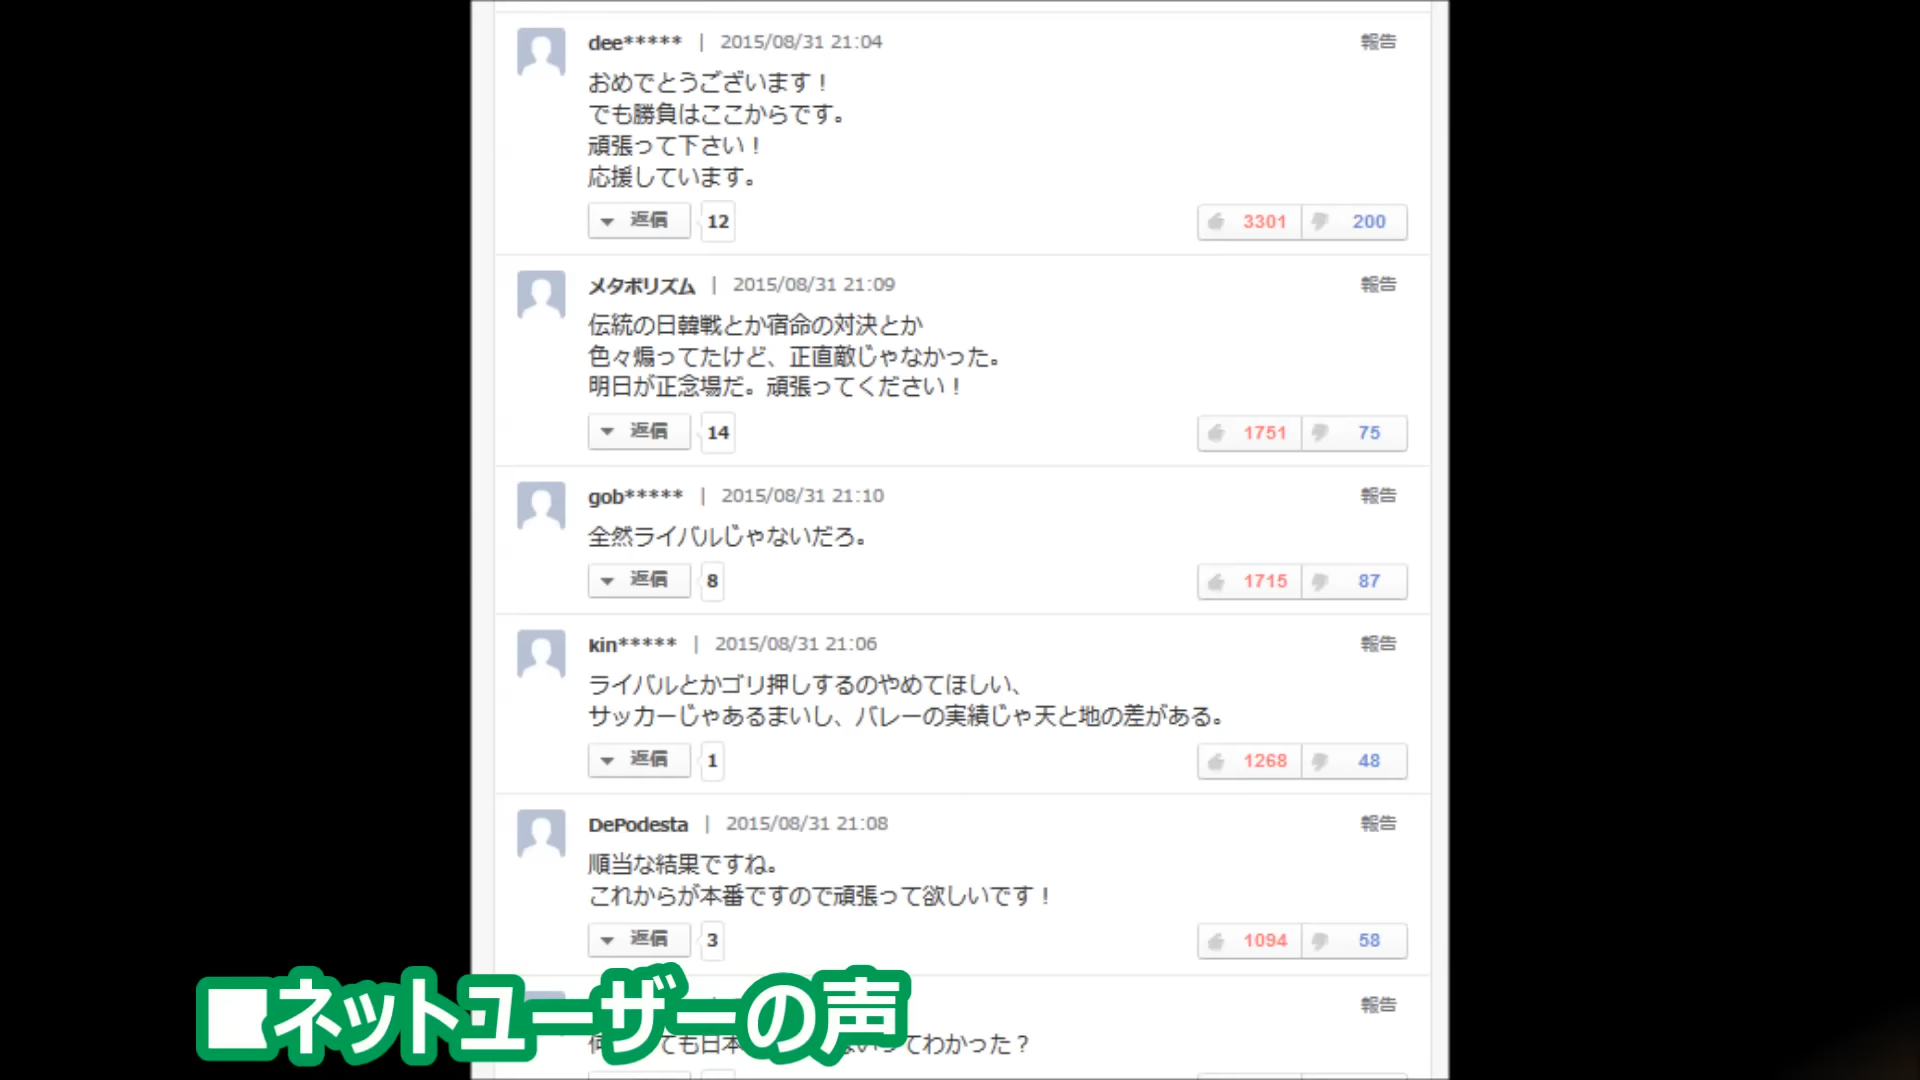 dee***** | 2015/08/31 21:04
報告
おめでとうございます！
でも勝負はここからです。
頑張って下さい！
応援しています。
返信 12
3301 200
メタボリズム | 2015/08/31 21:09
報告
伝統の日韓戦とか宿命の対決とか
色々煽ってたけど、正直敵じゃなかった。
明日が正念場だ。頑張ってください！
返信 14
1751 75
gob***** | 2015/08/31 21:10
報告
全然ライバルじゃないだろ。
返信 8
1715 87
kin***** | 2015/08/31 21:06
報告
ライバルとかゴリ押しするのやめてほしい、
サッカーじゃあるまいし、バレーの実績じゃ天と地の差がある。
返信 1
1268 48
DePodesta | 2015/08/31 21:08
報告
順当な結果ですね。
これからが本番ですので頑張って欲しいです！
返信 3
1094 58
報告
ても日本
ってわかった？
■ネットユーザーの声